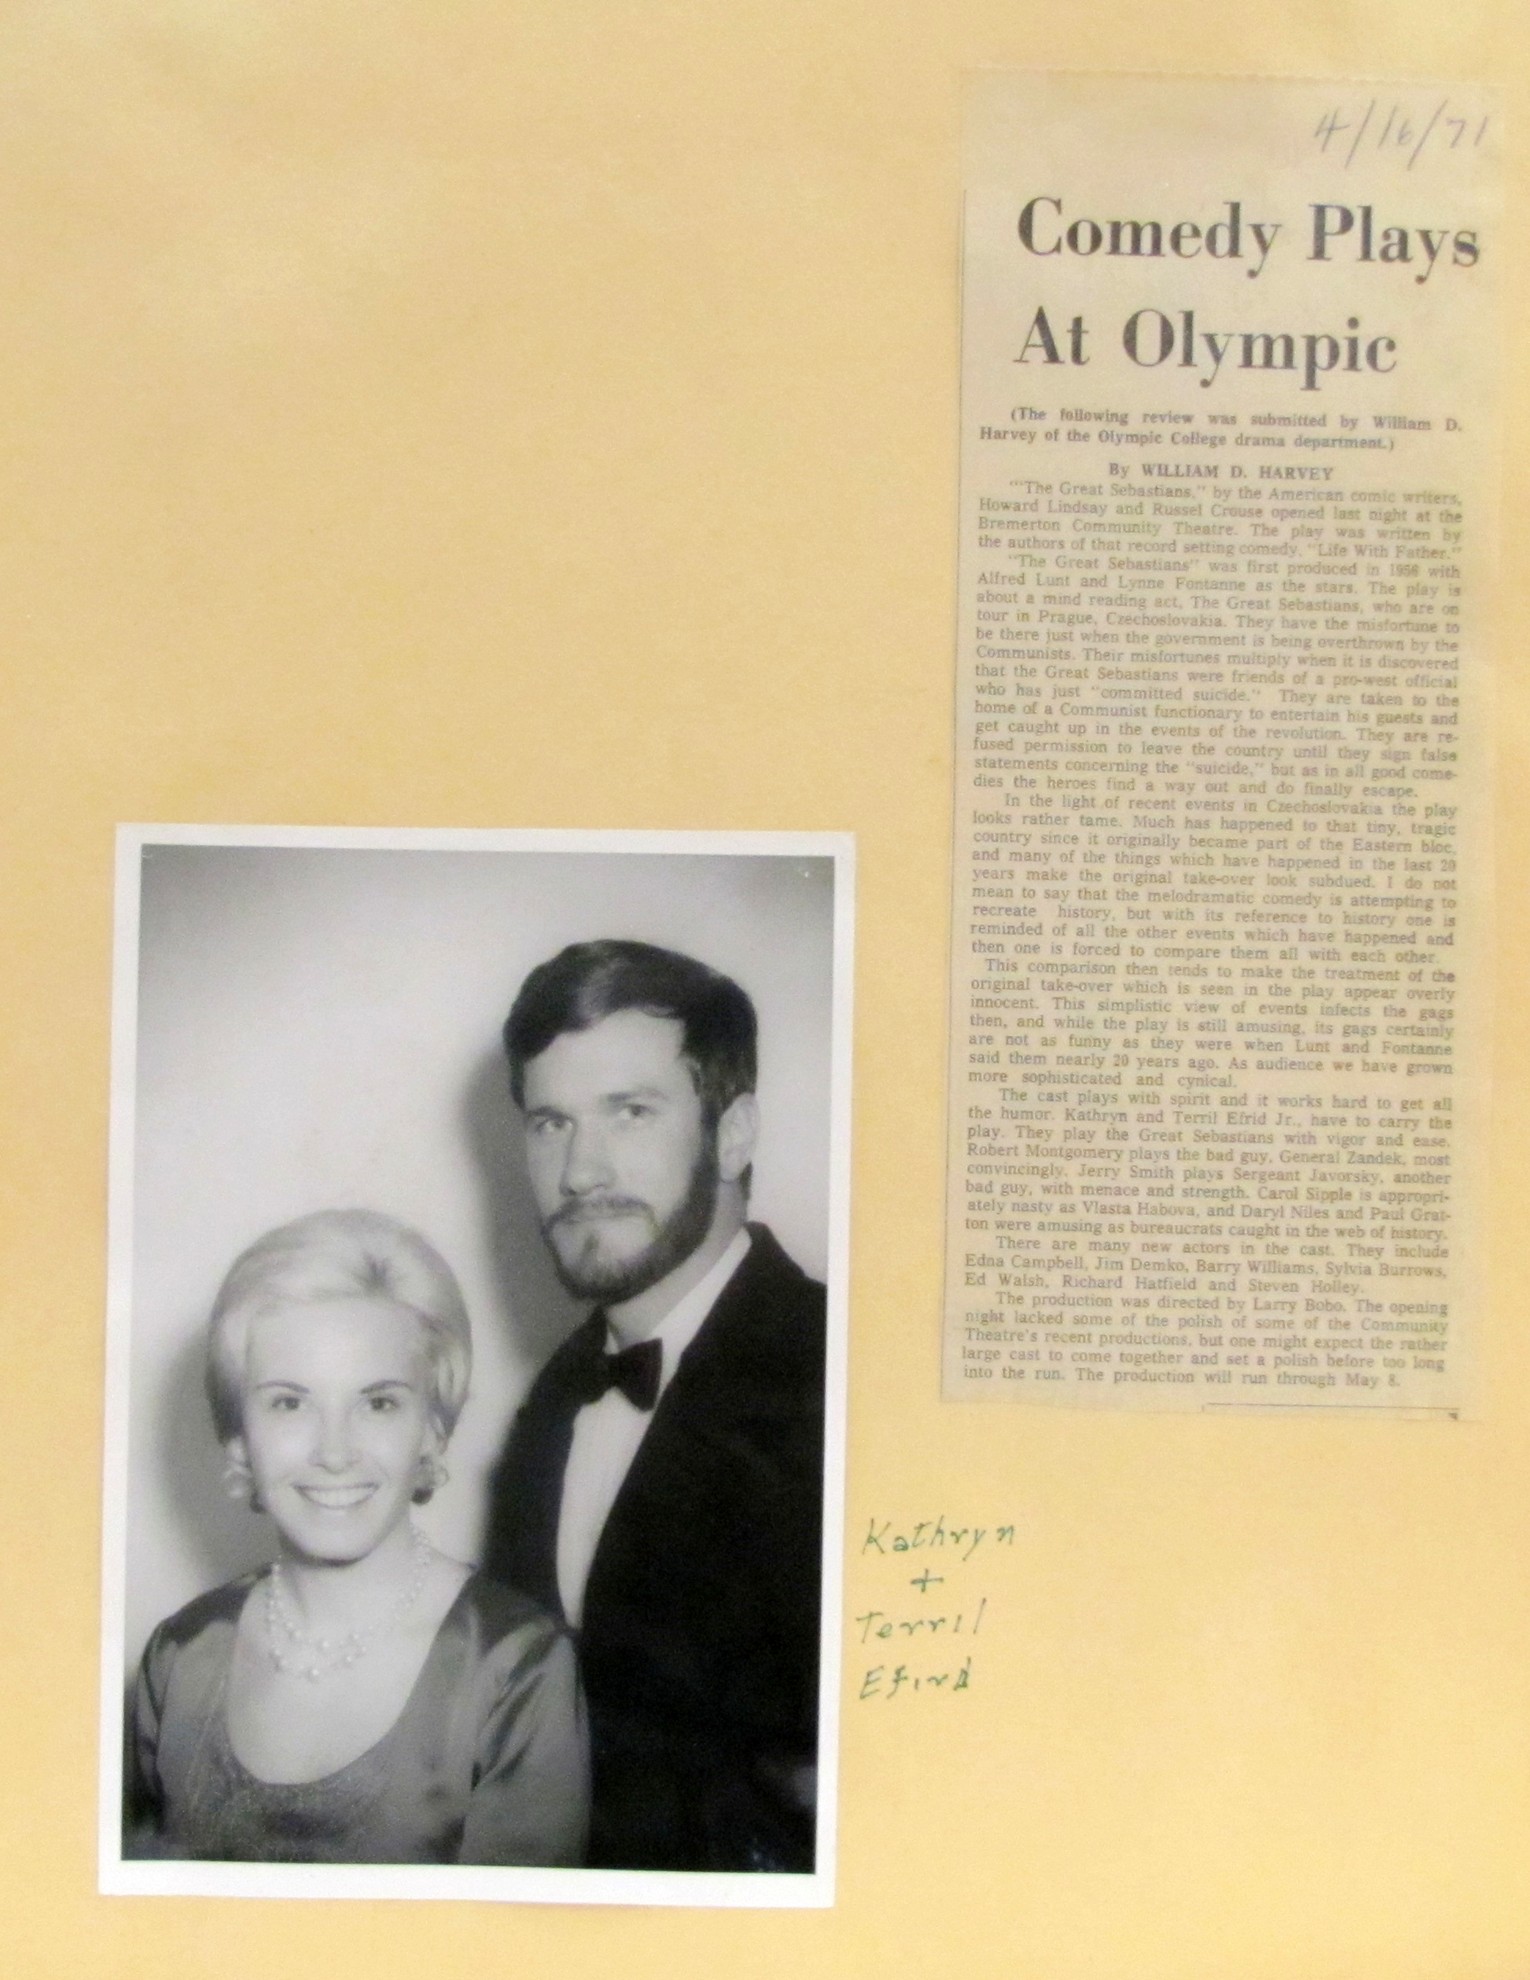 4/16/71
Comedy Plays
At Olympic
(The following review was submitted by William D.
Harvey of the Olympic College drama department.)
By WILLIAM D. HARVEY
"'The Great Sebastians," by the American comic writers,
Howard Lindsay and Russel Crouse opened last night at the
Bremerton Community Theatre. The play was written by
the authors of that record setting comedy, "Life With Father."
"The Great Sebastians" was first produced in 1956 with
Alfred Lunt and Lynne Fontanne as the stars. The play is
about a mind reading act, The Great Sebastians, who are on
tour in Prague, Czechoslovakia. They have the misfortune to
be there just when the government is being overthrown by the
Communists. Their misfortunes multiply when it is discovered
that the Great Sebastians were friends of a pro-west official
who has just "committed suicide." They are taken to the
home of a Communist functionary to entertain his guests and
get caught up in the events of the revolution. They are re-
fused permission to leave the country until they sign false
statements concerning the "suicide," but as in all good come-
dies the heroes find a way out and do finally escape.
In the light of recent events in Czechoslovakia the play
looks rather tame. Much has happened to that tiny, tragic
country since it originally became part of the Eastern bloc,
and many of the things which have happened in the last 20
years make the original take-over look subdued. I do not
mean to say that the melodramatic comedy is attempting to
recreate history, but with its reference to history one is
reminded of all the other events which have happened and
then one is forced to compare them all with each other.
This comparison then tends to make the treatment of the
original take-over which is seen in the play appear overly
innocent. This simplistic view of events infects the gags
then, and while the play is still amusing, its gags certainly
are not as funny as they were when Lunt and Fontanne
said them nearly 20 years ago. As audience we have grown
more sophisticated and cynical.
The cast plays with spirit and it works hard to get all
the humor. Kathryn and Terril Efrid Jr., have to carry the
play. They play the Great Sebastians with vigor and ease.
Robert Montgomery plays the bad guy, General Zandek, most
convincingly, Jerry Smith plays Sergeant Javorsky, another
bad guy, with menace and strength. Carol Sipple is appropri-
ately nasty as Vlasta Habova, and Daryl Niles and Paul Grat-
ton were amusing as bureaucrats caught in the web of history.
There are many new actors in the cast. They include
Edna Campbell, Jim Demko, Barry Williams, Sylvia Burrows,
Ed Walsh, Richard Hatfield and Steven Holley.
The production was directed by Larry Bobo. The opening
night lacked some of the polish of some of the Community
Theatre's recent productions, but one might expect the rather
large cast to come together and set a polish before too long
into the run. The production will run through May 8.
Kathryn
+
Terril
Efird